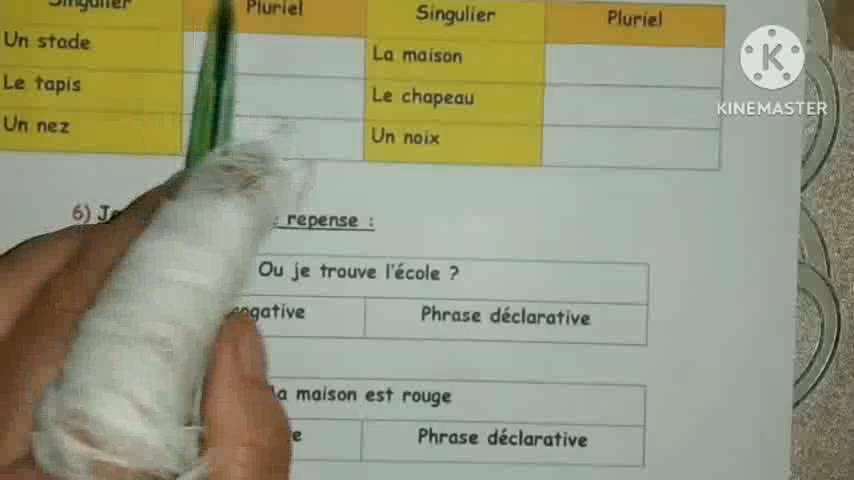 Singulier Pluriel Singulier Pluriel
Un stade La maison
Le tapis Le chapeau
Un nez Un noix
KINEMASTER
6) repense :
Ou je trouve l'école ?
Phrase déclarative
la maison est rouge
Phrase déclarative